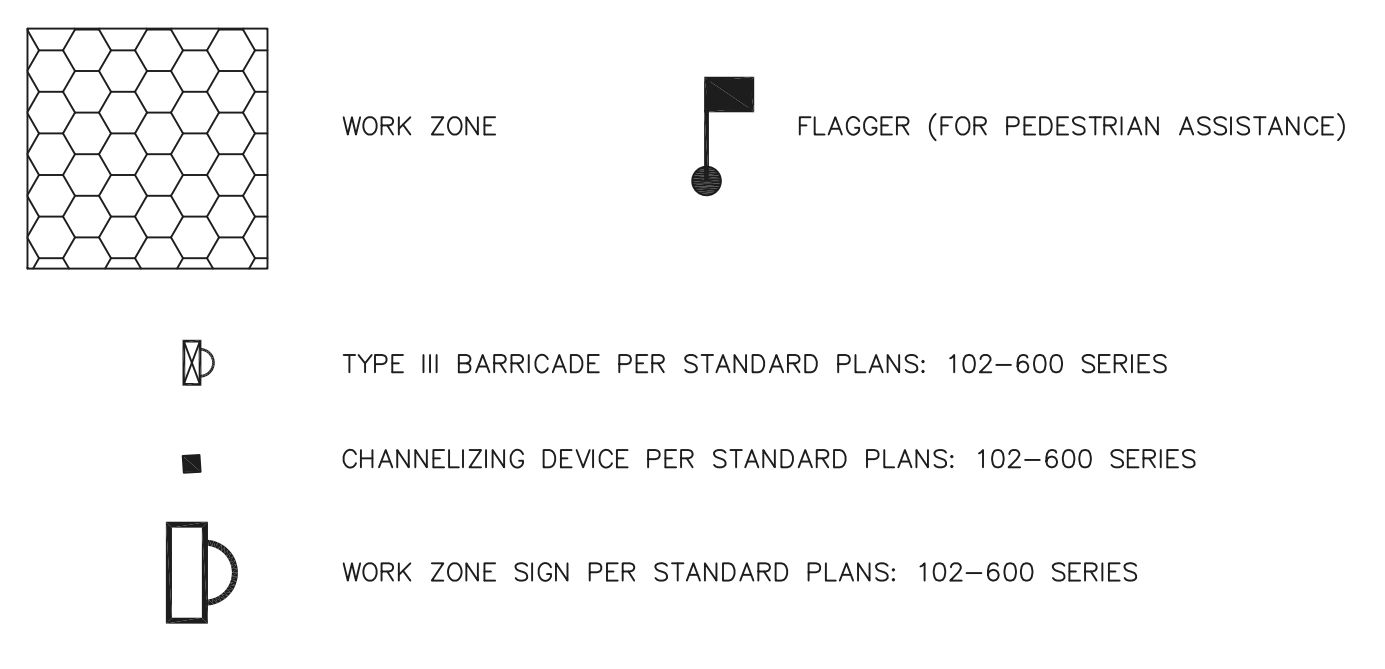 WORK ZONE
FLAGGER (FOR PEDESTRIAN ASSISTANCE)
TYPE III BARRICADE PER STANDARD PLANS: 102-600 SERIES
CHANNELIZING DEVICE PER STANDARD PLANS: 102-600 SERIES
WORK ZONE SIGN PER STANDARD PLANS: 102-600 SERIES